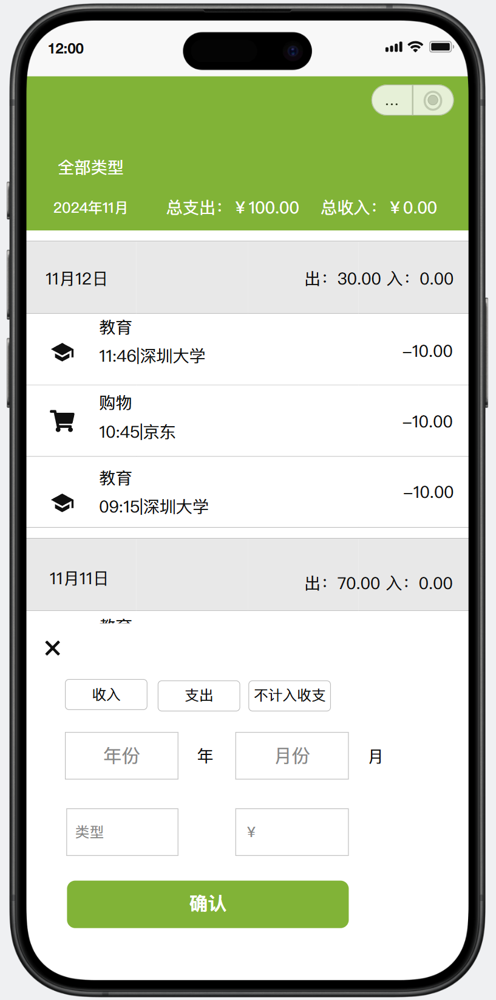 12:00
...
全部类型
2024年11月 总支出：￥100.00 总收入：￥0.00
11月12日 出：30.00 入：0.00
教育
11:46|深圳大学 -10.00
购物
10:45|京东 -10.00
教育
09:15|深圳大学 -10.00
11月11日 出：70.00 入：0.00
教育
收入 支出 不计入收支
年份 年 月份 月
类型 ￥
确认